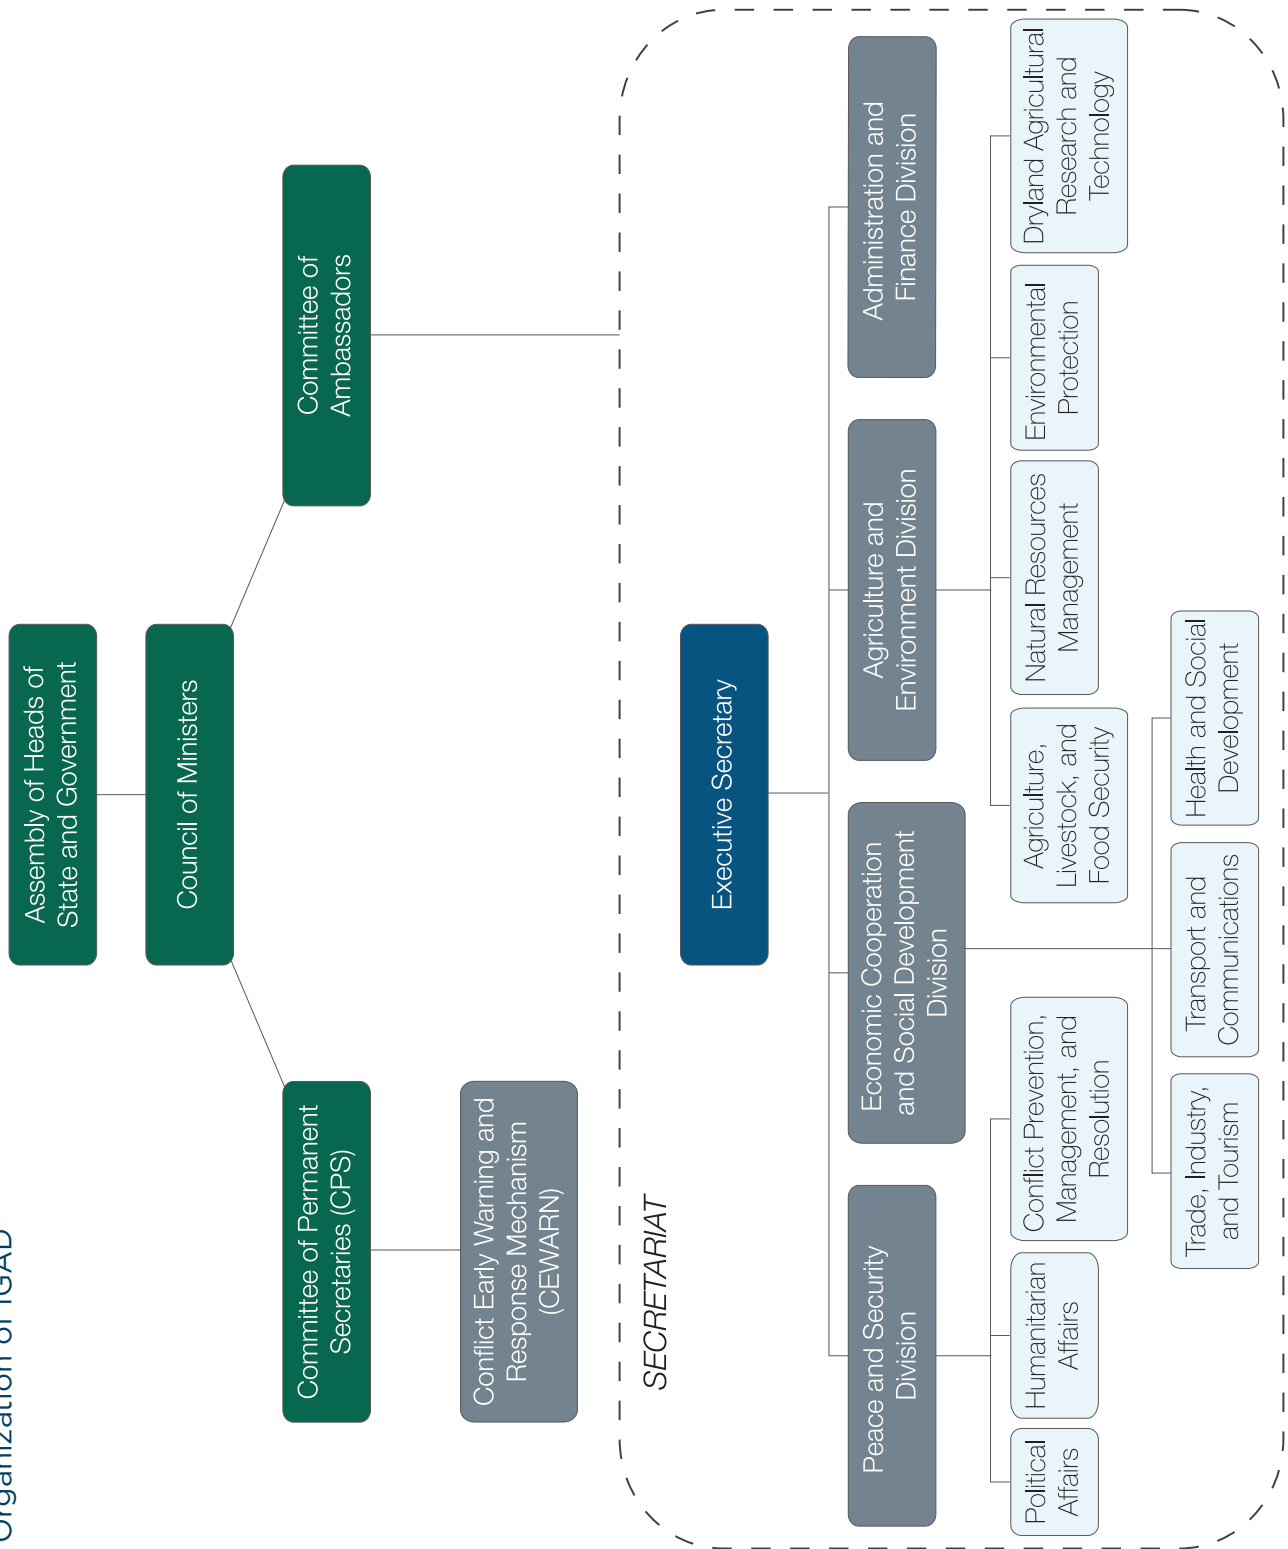 Organization of IGAD
Assembly of Heads of
State and Government
Council of Ministers
Committee of Permanent
Secretaries (CPS)
Committee of
Ambassadors
Conflict Early Warning and
Response Mechanism
(CEWARN)
SECRETARIAT
Executive Secretary
Peace and Security
Division
Economic Cooperation
and Social Development
Division
Agriculture and
Environment Division
Administration and
Finance Division
Political
Affairs
Humanitarian
Affairs
Conflict Prevention,
Management, and
Resolution
Agriculture,
Livestock, and
Food Security
Natural Resources
Management
Environmental
Protection
Dryland Agricultural
Research and
Technology
Trade, Industry,
and Tourism
Transport and
Communications
Health and Social
Development